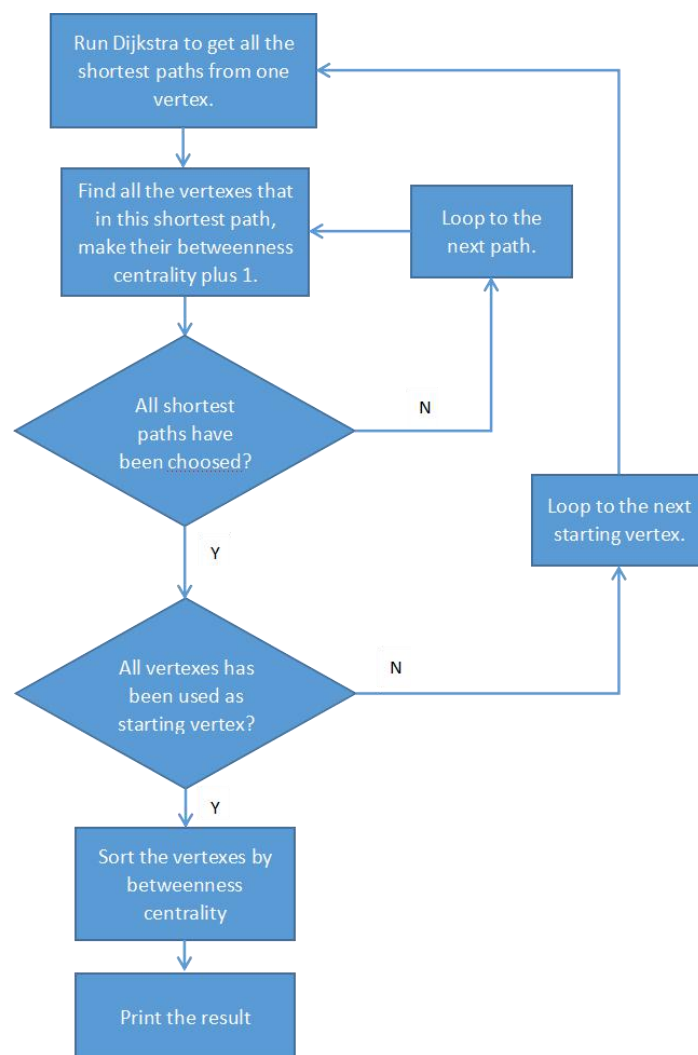 Run Dijkstra to get all the
shortest paths from one
vertex.
Find all the vertexes that
in this shortest path,
make their betweenness
centrality plus 1.
Loop to the
next path.
All shortest
paths have
been choosed?
N
Y
Loop to the next
starting vertex.
All vertexes has
been used as
starting vertex?
N
Y
Sort the vertexes by
betweenness
centrality
Print the result